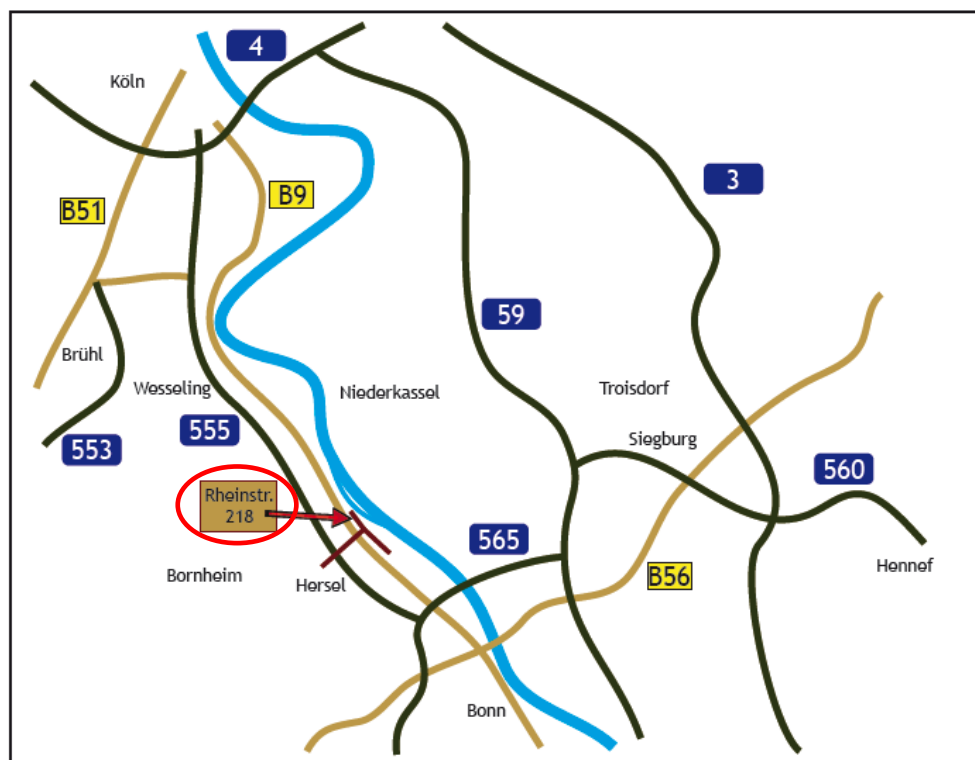 4
Köln
3
B51
B9
59
Brühl
Wesseling
Niederkassel
Troisdorf
553
555
Siegburg
560
Rheinstr.
218
565
Bornheim
Hersel
B56
Hennef
Bonn